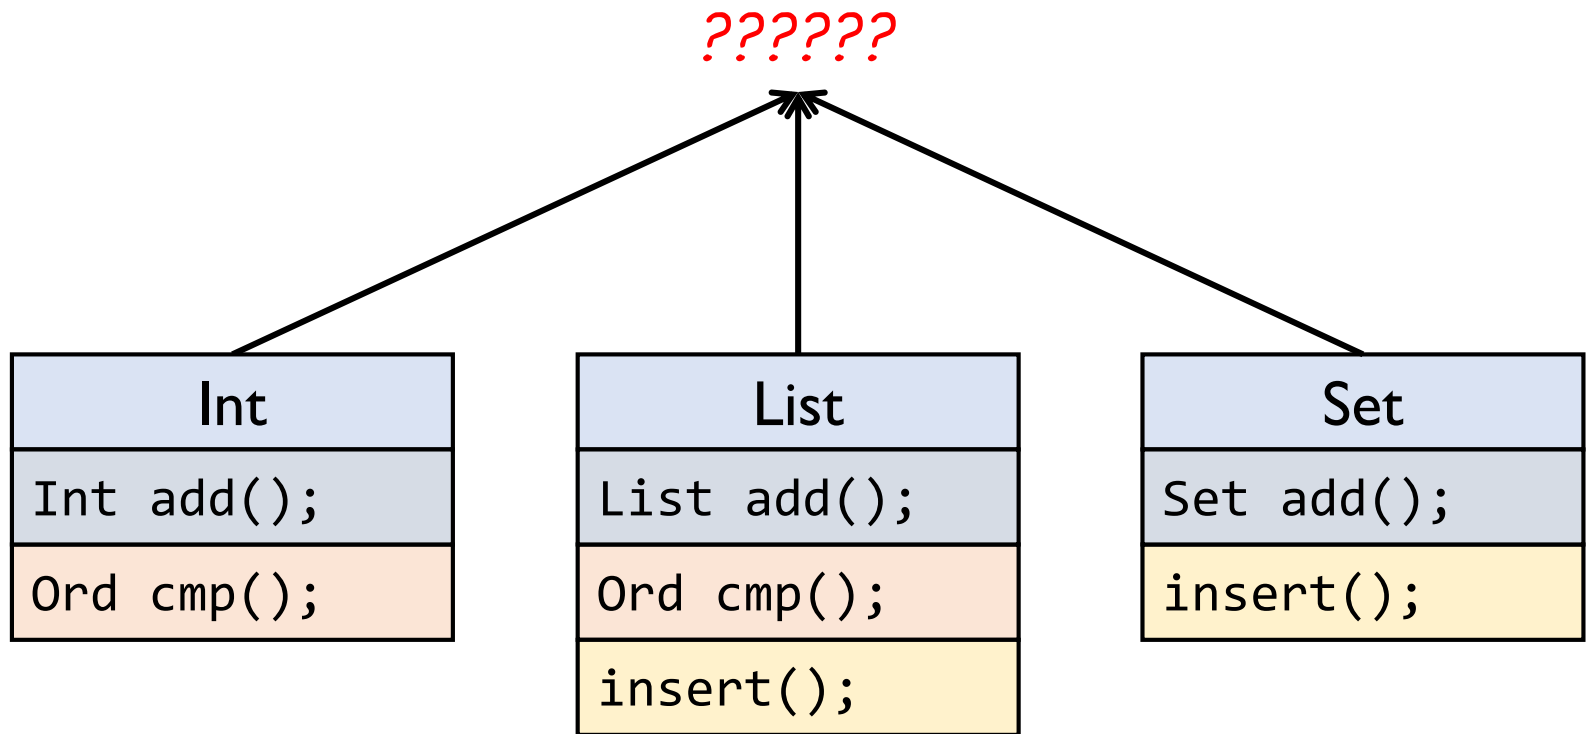 ??????
Int
Int add();
Ord cmp();
List
List add();
Ord cmp();
insert();
Set
Set add();
insert();